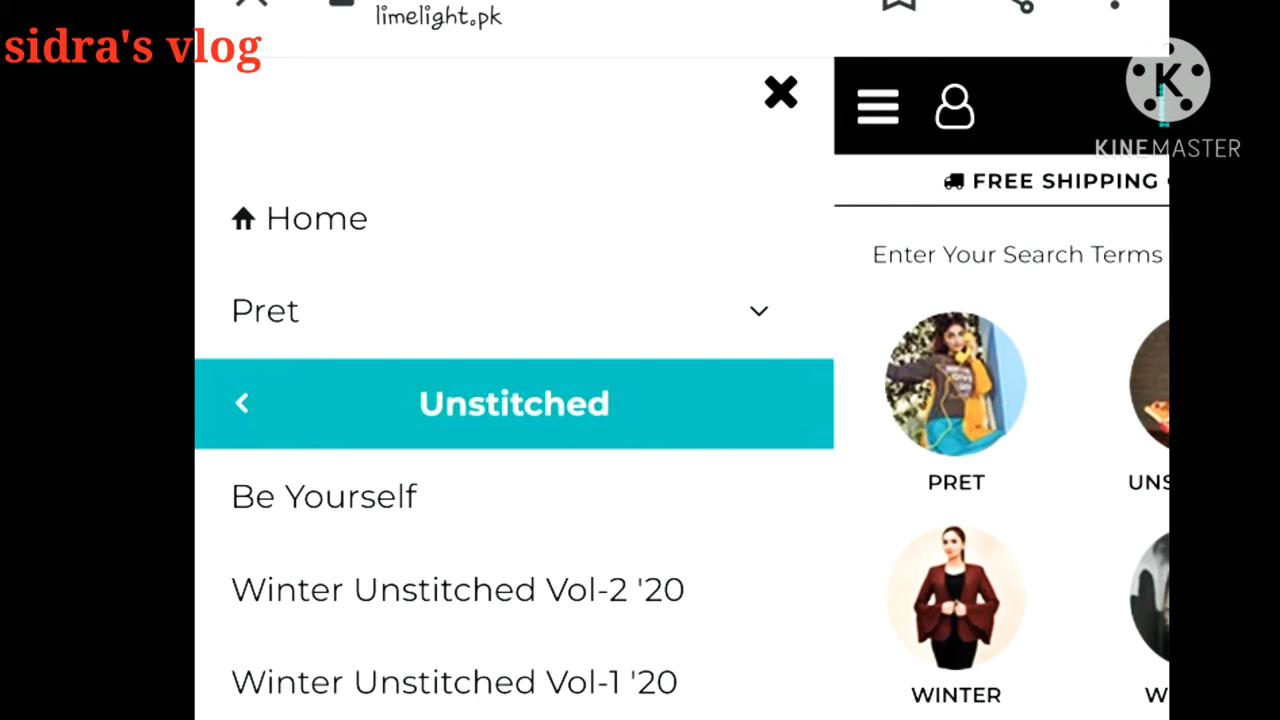 limelight.pk
sidra's vlog
K
KINEMASTER
FREE SHIPPING
Home
Enter Your Search Terms
Pret
Unstitched
PRET
UNS
Be Yourself
Winter Unstitched Vol-2 '20
Winter Unstitched Vol-1 '20
WINTER
W